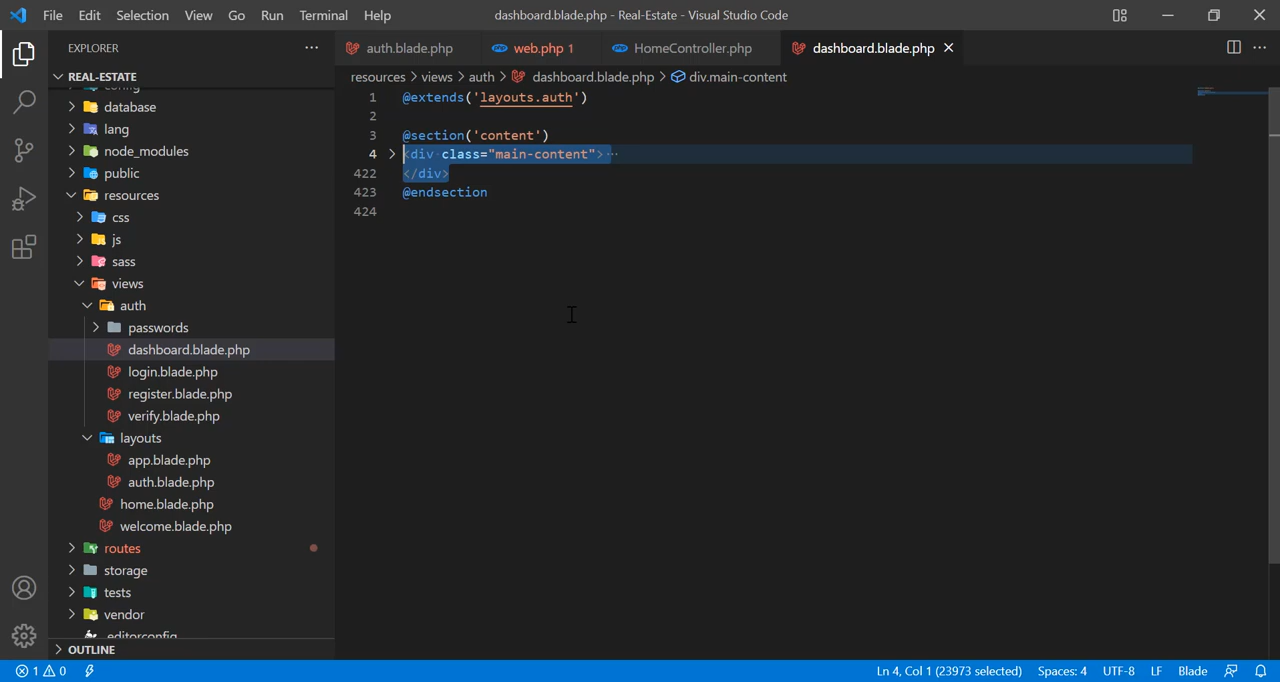 File Edit Selection View Go Run Terminal Help
dashboard.blade.php - Real-Estate - Visual Studio Code
EXPLORER
REAL-ESTATE
config
database
lang
node_modules
public
resources
css
js
sass
views
auth
passwords
dashboard.blade.php
login.blade.php
register.blade.php
verify.blade.php
layouts
app.blade.php
auth.blade.php
home.blade.php
welcome.blade.php
routes
storage
tests
vendor
.editorconfig
OUTLINE
auth.blade.php web.php 1 HomeController.php dashboard.blade.php
resources > views > auth > dashboard.blade.php > div.main-content
1 @extends('layouts.auth')
2
3 @section('content')
4 <div class="main-content"> ···
422 </div>
423 @endsection
424
1 0 Ln 4, Col 1 (23973 selected) Spaces: 4 UTF-8 LF Blade